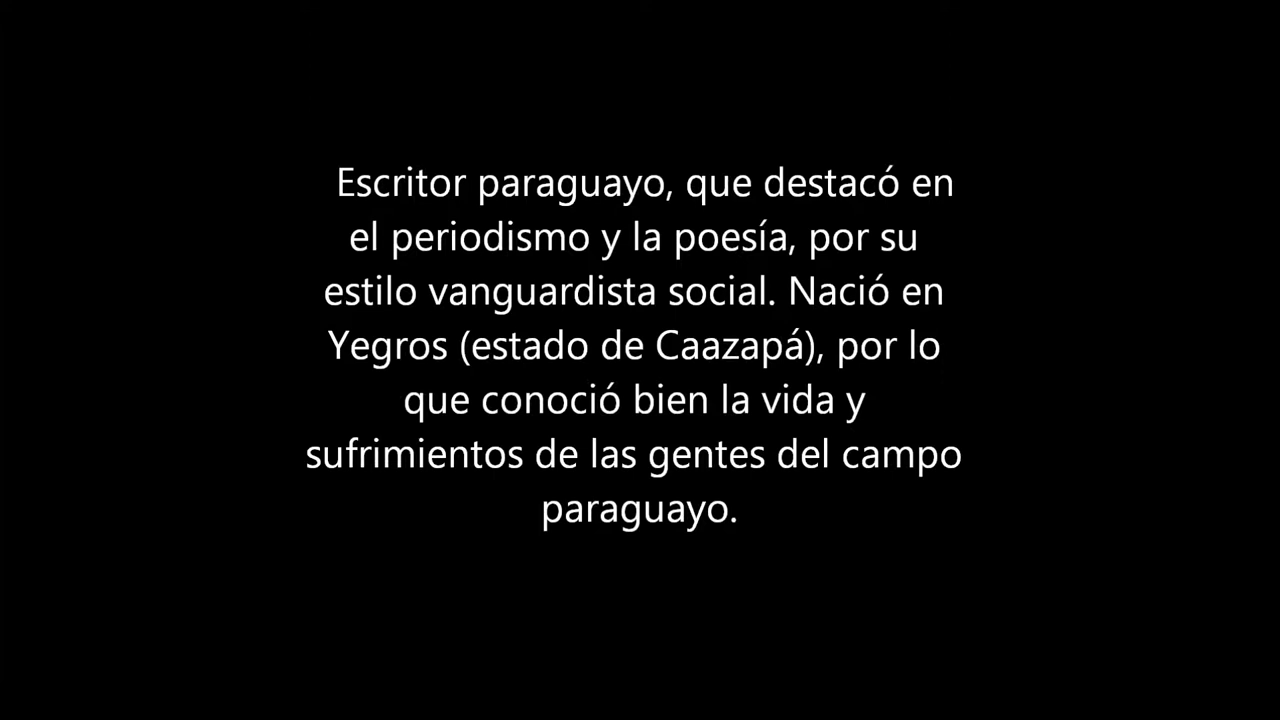 Escritor paraguayo, que destacó en
el periodismo y la poesía, por su
estilo vanguardista social. Nació en
Yegros (estado de Caazapá), por lo
que conoció bien la vida y
sufrimientos de las gentes del campo
paraguayo.